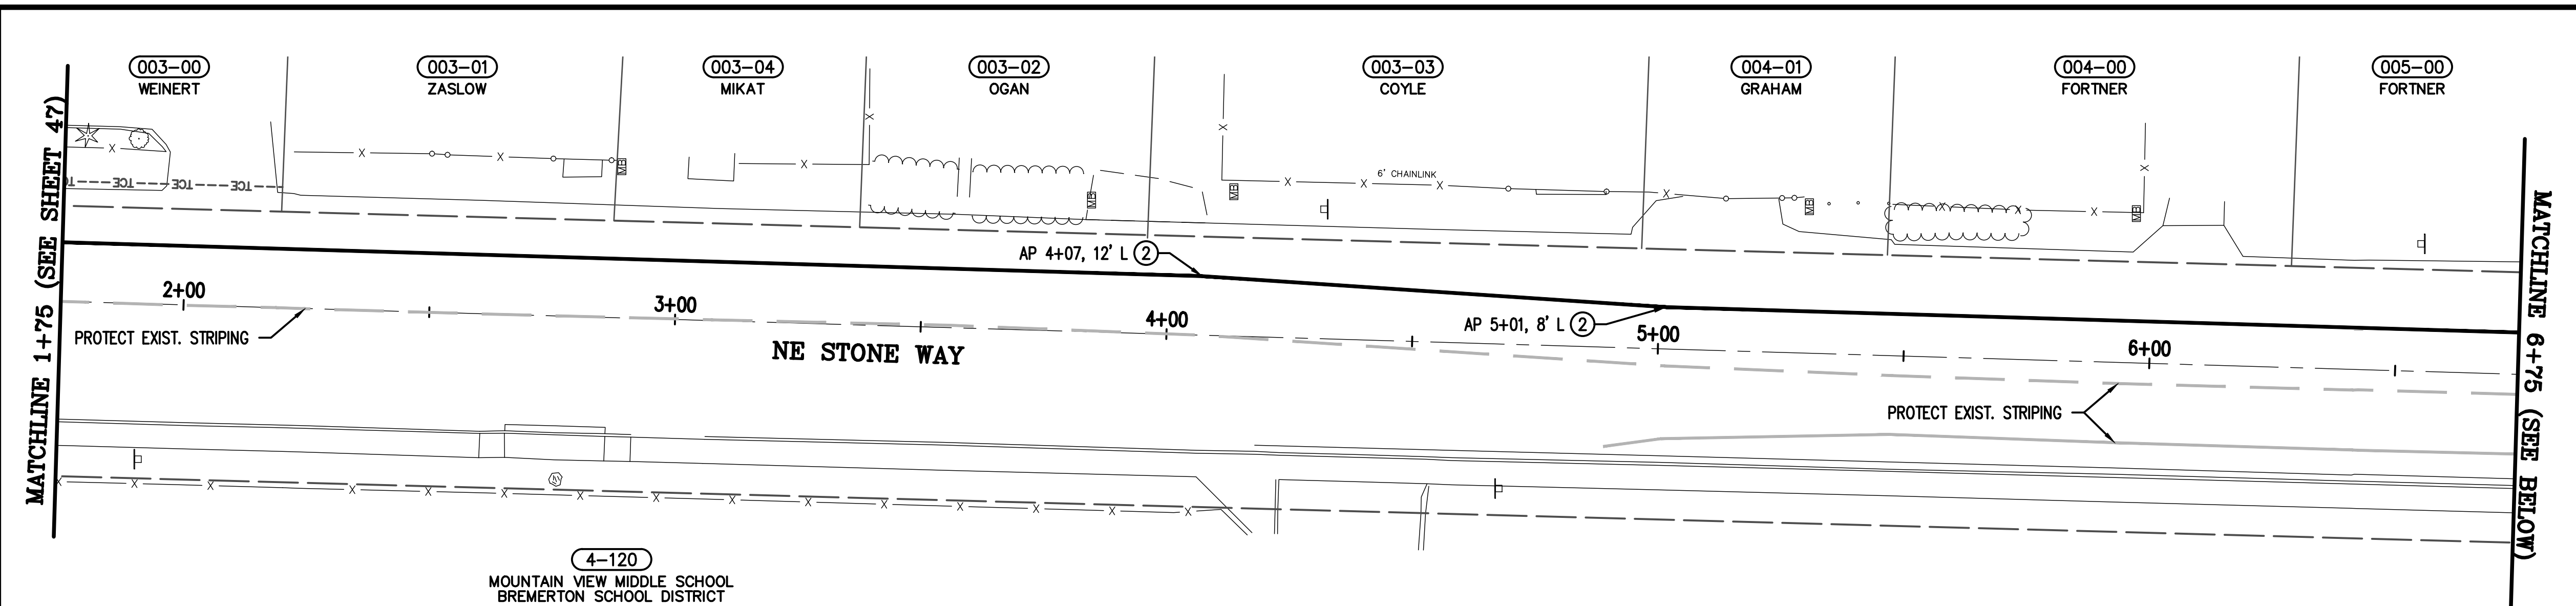 003-00
WEINERT
003-01
ZASLOW
003-04
MIKAT
003-02
OGAN
003-03
COYLE
004-01
GRAHAM
004-00
FORTNER
005-00
FORTNER
MATCHLINE 1+75 (SEE SHEET 47)
TCE TCE TCE TCE
MB
MB
MB
6' CHAINLINK
MB
MB
AP 4+07, 12' L 2
AP 5+01, 8' L 2
2+00
3+00
4+00
5+00
6+00
PROTECT EXIST. STRIPING
NE STONE WAY
PROTECT EXIST. STRIPING
MATCHLINE 6+75 (SEE BELOW)
4-120
MOUNTAIN VIEW MIDDLE SCHOOL
BREMERTON SCHOOL DISTRICT